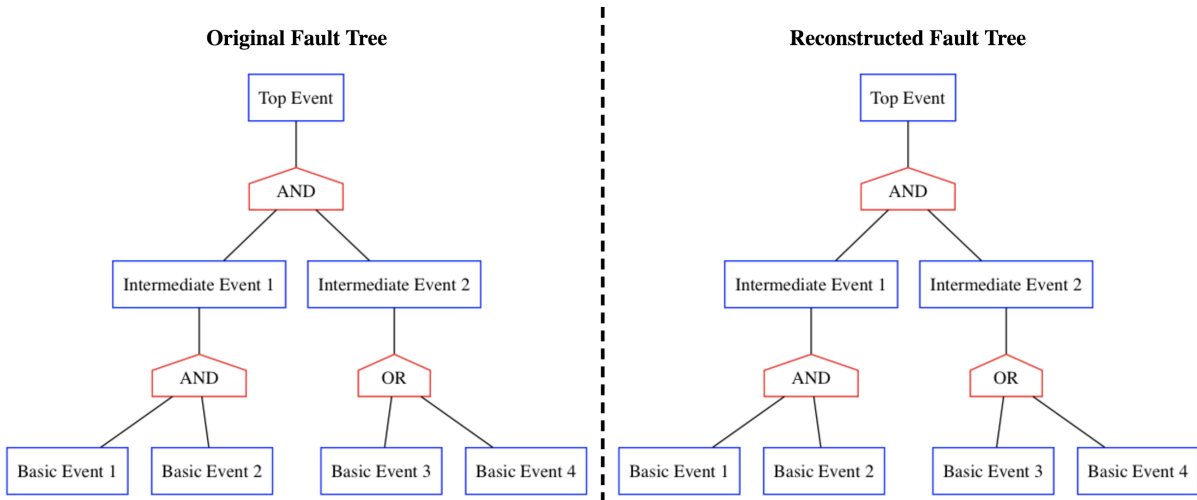 Original Fault Tree
Top Event
AND
Intermediate Event 1
Intermediate Event 2
AND
OR
Basic Event 1
Basic Event 2
Basic Event 3
Basic Event 4
Reconstructed Fault Tree
Top Event
AND
Intermediate Event 1
Intermediate Event 2
AND
OR
Basic Event 1
Basic Event 2
Basic Event 3
Basic Event 4